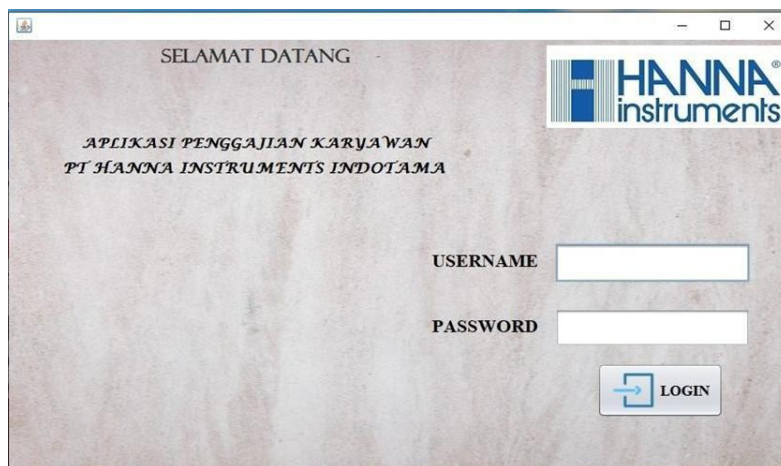 SELAMAT DATANG
HANNA®
instruments
APLIKASI PENGGAJIAN KARYAWAN
PT HANNA INSTRUMENTS INDOTAMA
USERNAME
PASSWORD
LOGIN